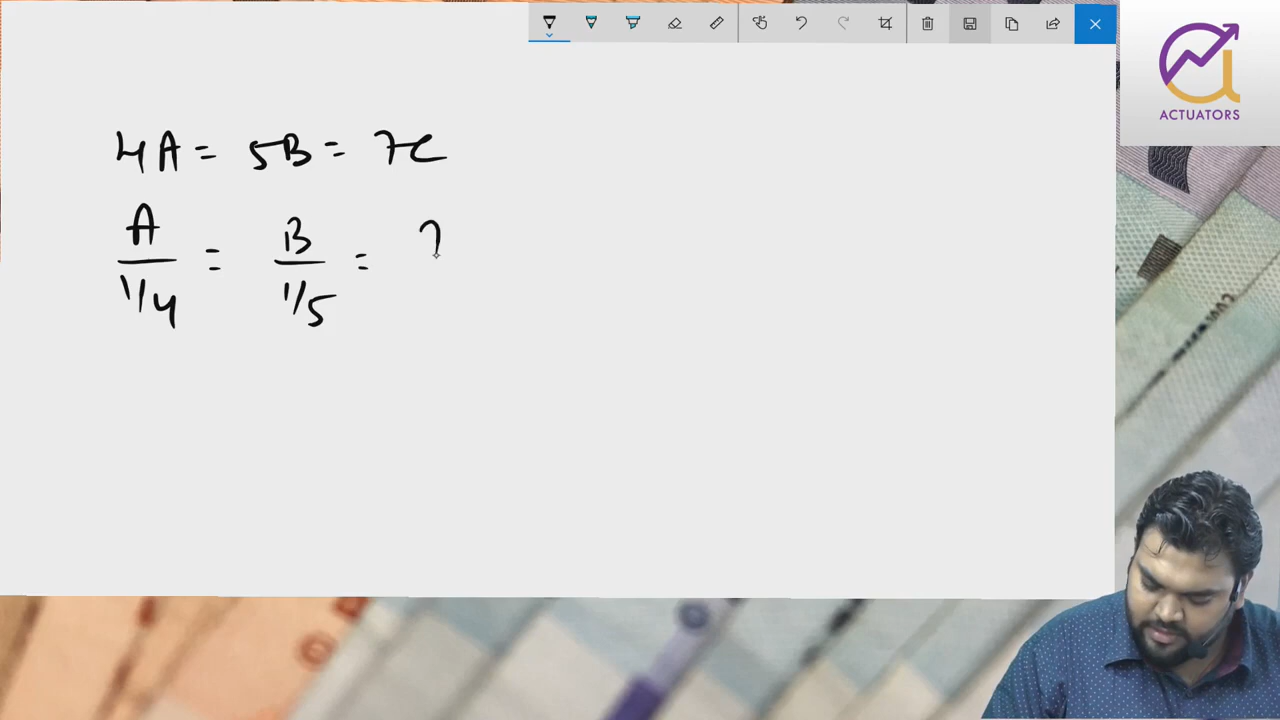 ACTUATORS
4A = 5B = 7C
A/(1/4) = B/(1/5) =